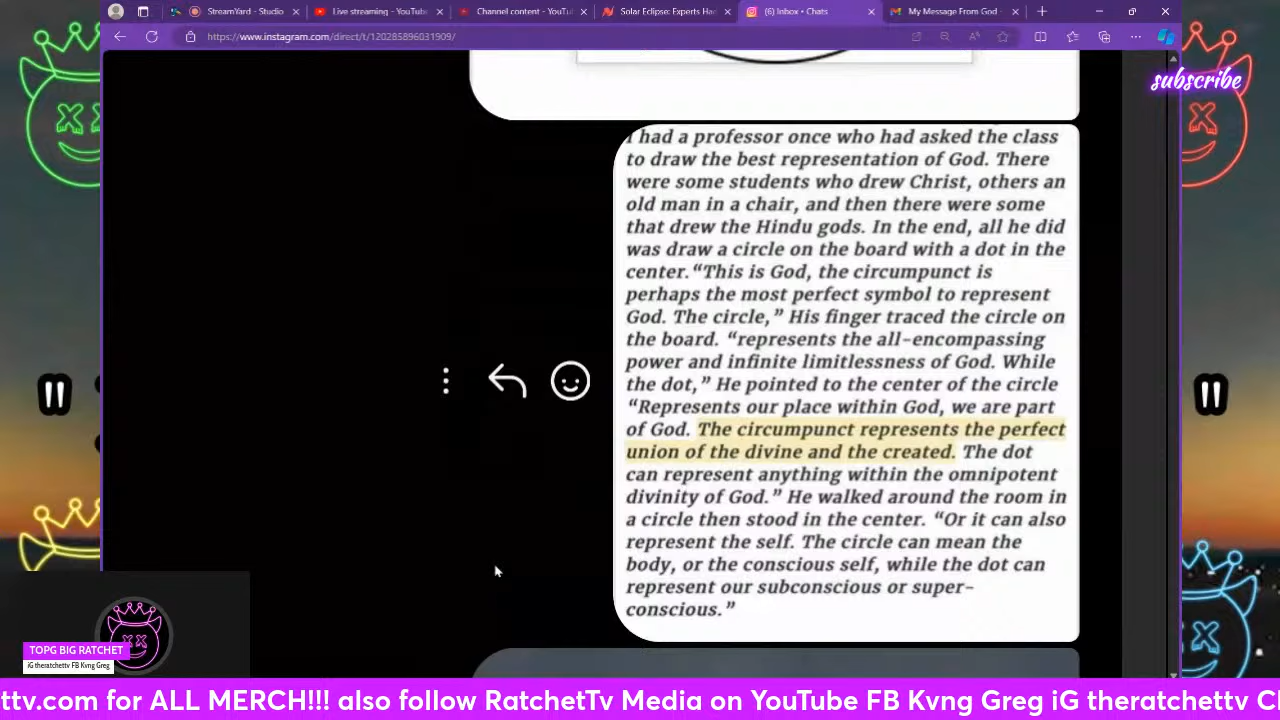 StreamYard - Studio
Live streaming - YouTu
Channel content - YouTu
Solar Eclipse: Experts Ha
(6) Inbox • Chats
My Message From God -
https://www.instagram.com/direct/t/120285896031909/
subscribe
I had a professor once who had asked the class
to draw the best representation of God. There
were some students who drew Christ, others an
old man in a chair, and then there were some
that drew the Hindu gods. In the end, all he did
was draw a circle on the board with a dot in the
center.“This is God, the circumpunct is
perhaps the most perfect symbol to represent
God. The circle,” His finger traced the circle on
the board. “represents the all-encompassing
power and infinite limitlessness of God. While
the dot,” He pointed to the center of the circle
“Represents our place within God, we are part
of God. The circumpunct represents the perfect
union of the divine and the created. The dot
can represent anything within the omnipotent
divinity of God.” He walked around the room in
a circle then stood in the center. “Or it can also
represent the self. The circle can mean the
body, or the conscious self, while the dot can
represent our subconscious or super-
conscious.”
TOPG BIG RATCHET
iG theratchettv FB Kvng Greg
ttv.com for ALL MERCH!!! also follow RatchetTv Media on YouTube FB Kvng Greg iG theratchettv C